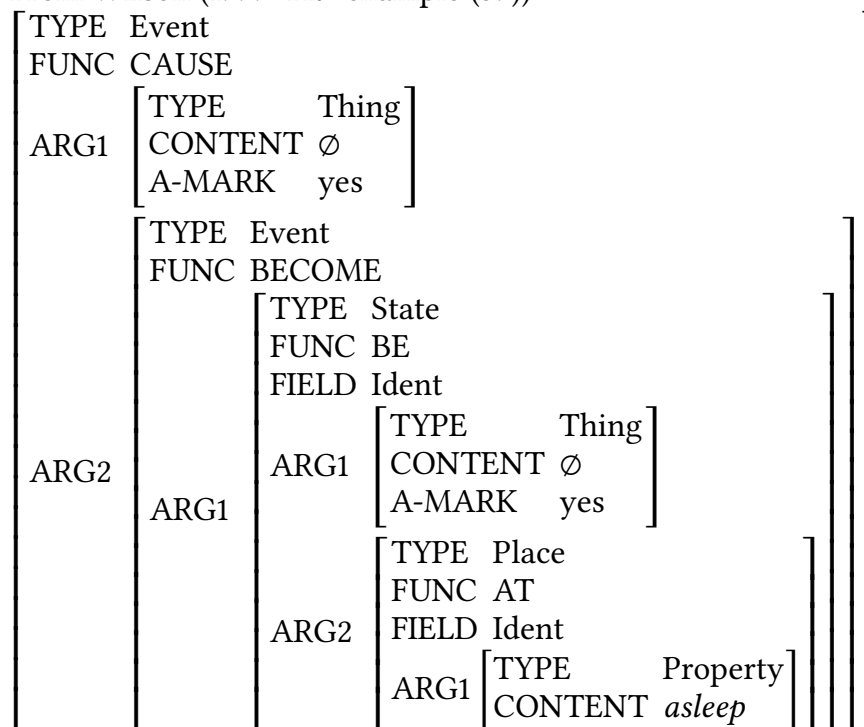 TYPE Event
FUNC CAUSE
TYPE Thing
ARG1 CONTENT ∅
A-MARK yes
TYPE Event
FUNC BECOME
TYPE State
FUNC BE
FIELD Ident
TYPE Thing
ARG1 CONTENT ∅
A-MARK yes
ARG2
ARG1
TYPE Place
FUNC AT
ARG2 FIELD Ident
TYPE Property
ARG1
CONTENT asleep